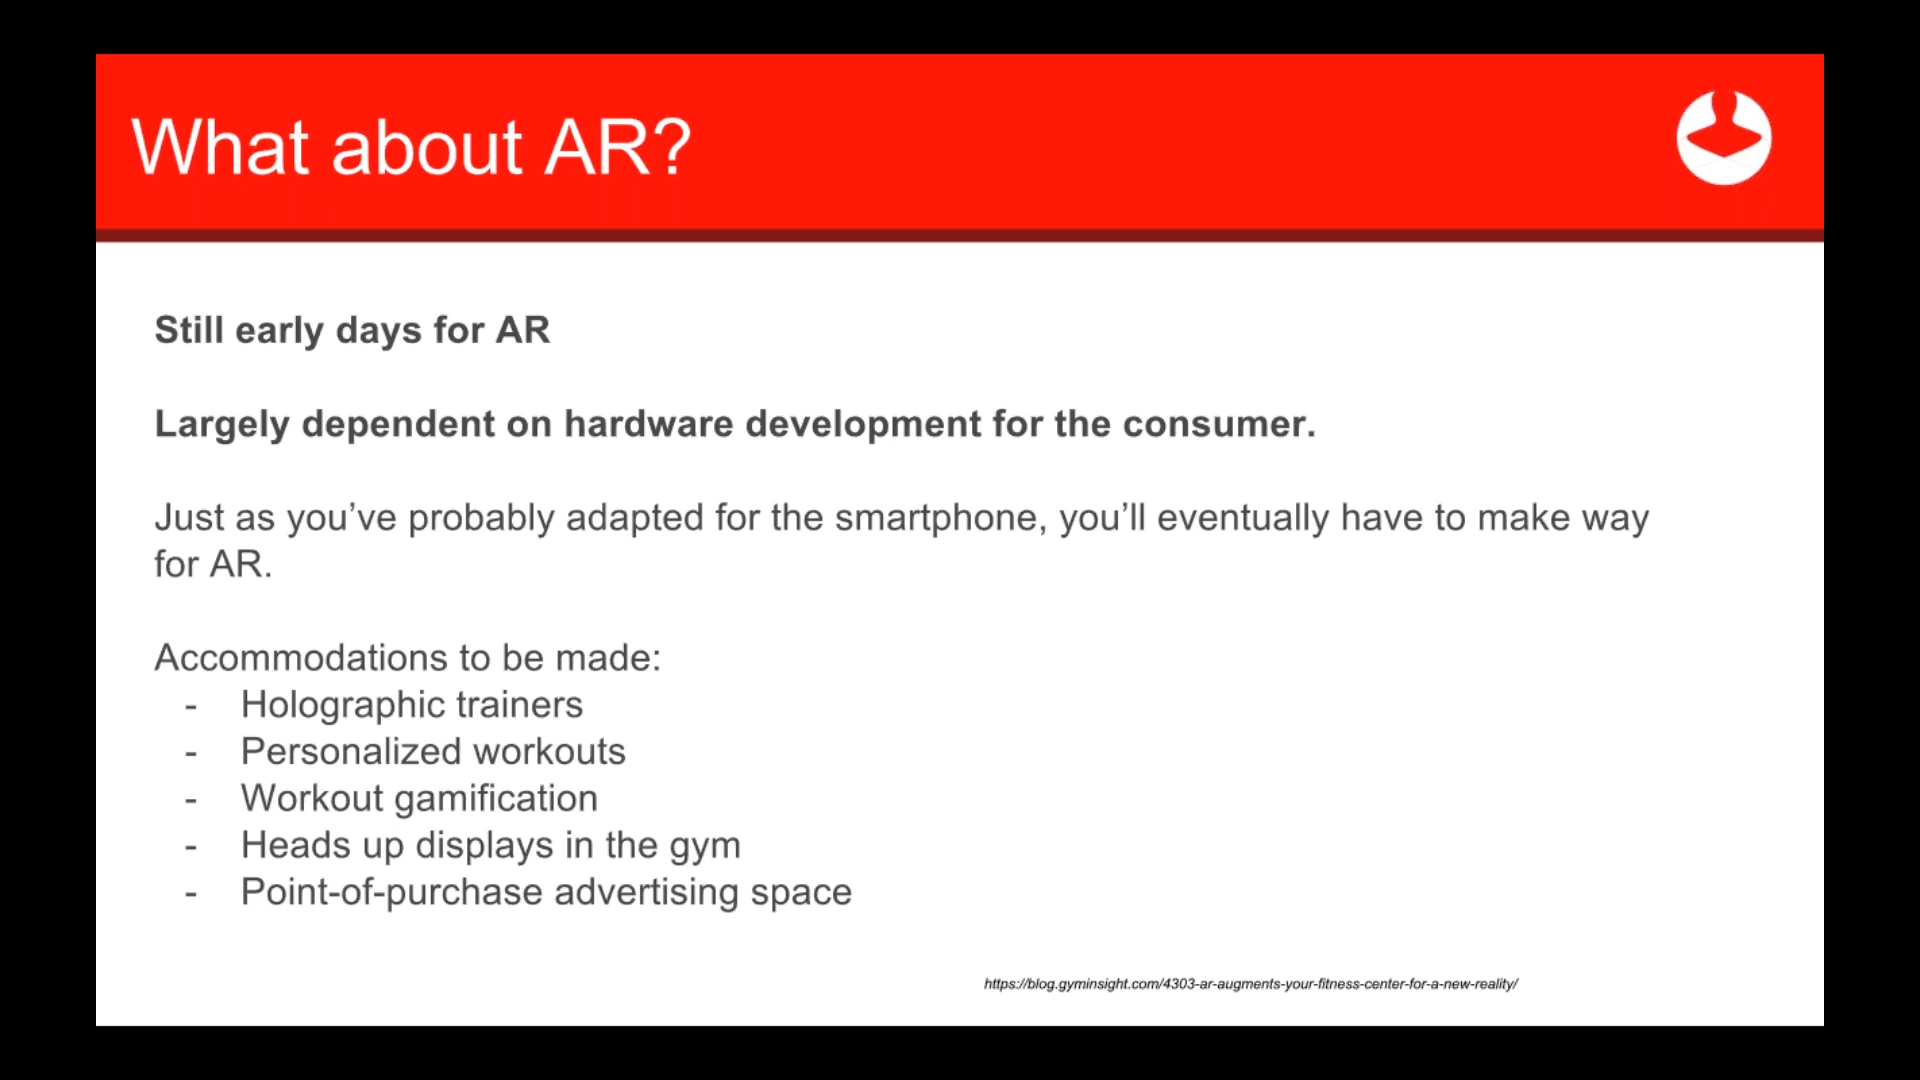 What about AR?
Still early days for AR
Largely dependent on hardware development for the consumer.
Just as you’ve probably adapted for the smartphone, you’ll eventually have to make way
for AR.
Accommodations to be made:
- Holographic trainers
- Personalized workouts
- Workout gamification
- Heads up displays in the gym
- Point-of-purchase advertising space
https://blog.gyminsight.com/4303-ar-augments-your-fitness-center-for-a-new-reality/